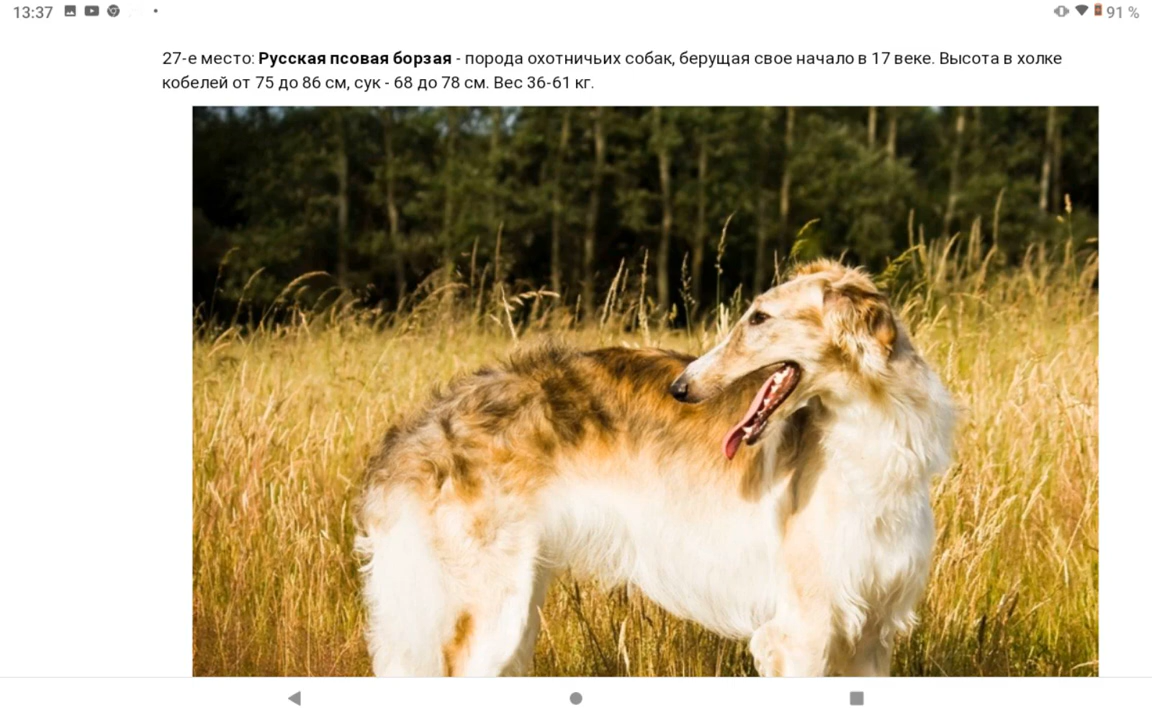 13:37
91 %
27-е место: Русская псовая борзая - порода охотничьих собак, берущая свое начало в 17 веке. Высота в холке
кобелей от 75 до 86 см, сук - 68 до 78 см. Вес 36-61 кг.